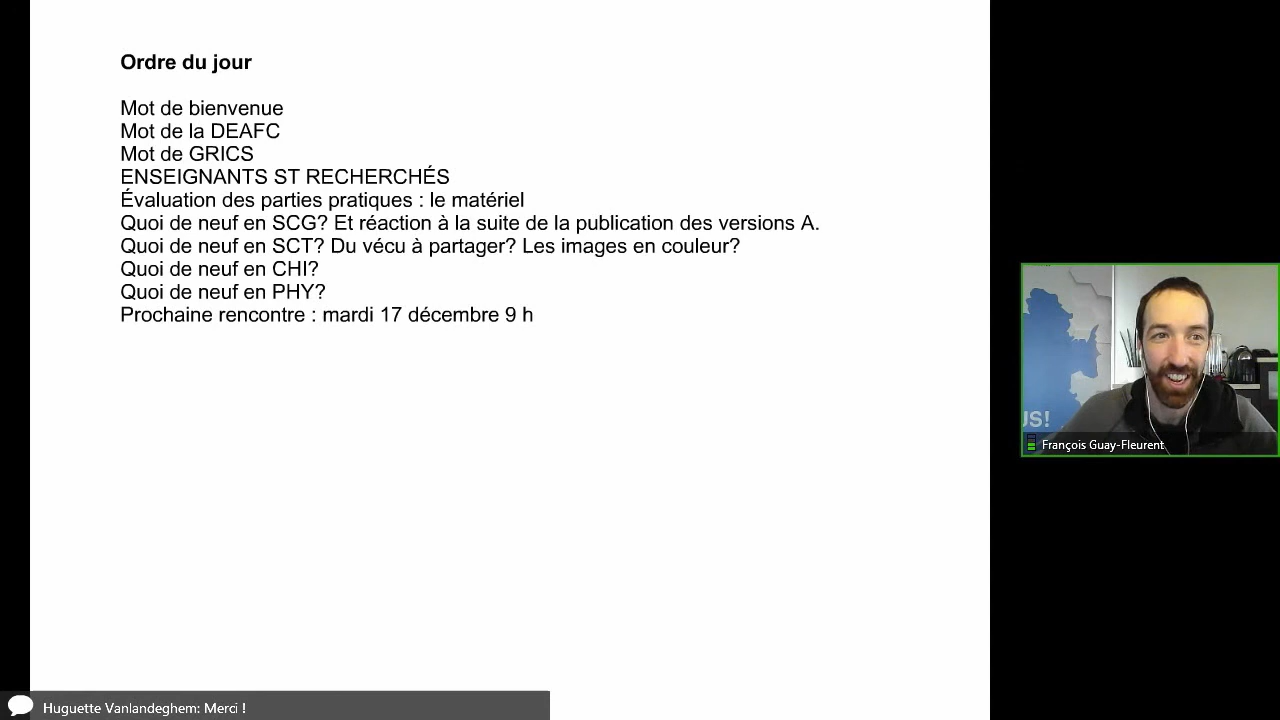 Ordre du jour
Mot de bienvenue
Mot de la DEAFC
Mot de GRICS
ENSEIGNANTS ST RECHERCHÉS
Évaluation des parties pratiques : le matériel
Quoi de neuf en SCG? Et réaction à la suite de la publication des versions A.
Quoi de neuf en SCT? Du vécu à partager? Les images en couleur?
Quoi de neuf en CHI?
Quoi de neuf en PHY?
Prochaine rencontre : mardi 17 décembre 9 h
US!
François Guay-Fleurent
Huguette Vanlandeghem: Merci !